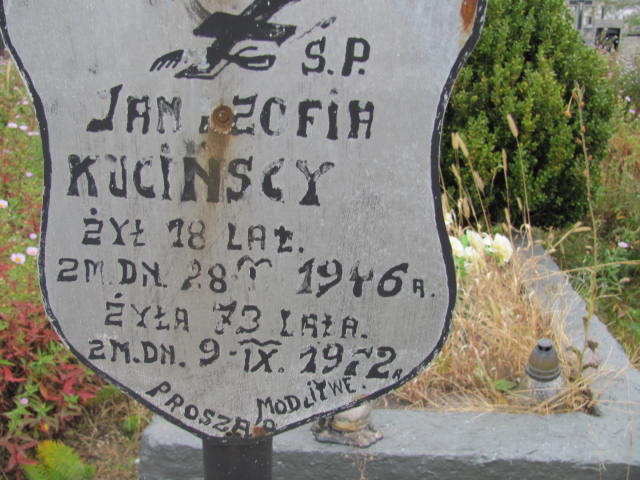 Ś.P.
JAN I ZOFIA
KUCIŃSCY
ŻYŁ 78 LAT.
ZM. DN. 28 1946 R.
ŻYŁA 73 LATA.
ZM. DN. 9-IX. 1972 R
PROSZĄ O MODLITWĘ.